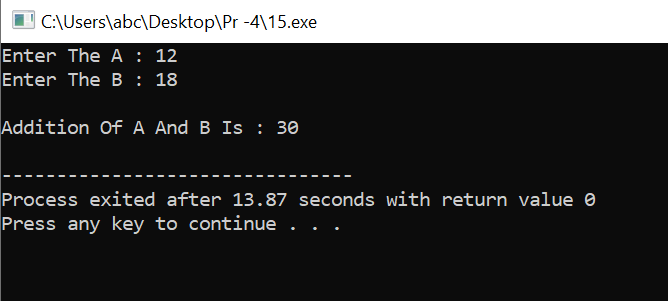 C:\Users\abc\Desktop\Pr -4\15.exe
Enter The A : 12
Enter The B : 18
Addition Of A And B Is : 30
--------------------------------
Process exited after 13.87 seconds with return value 0
Press any key to continue . . .